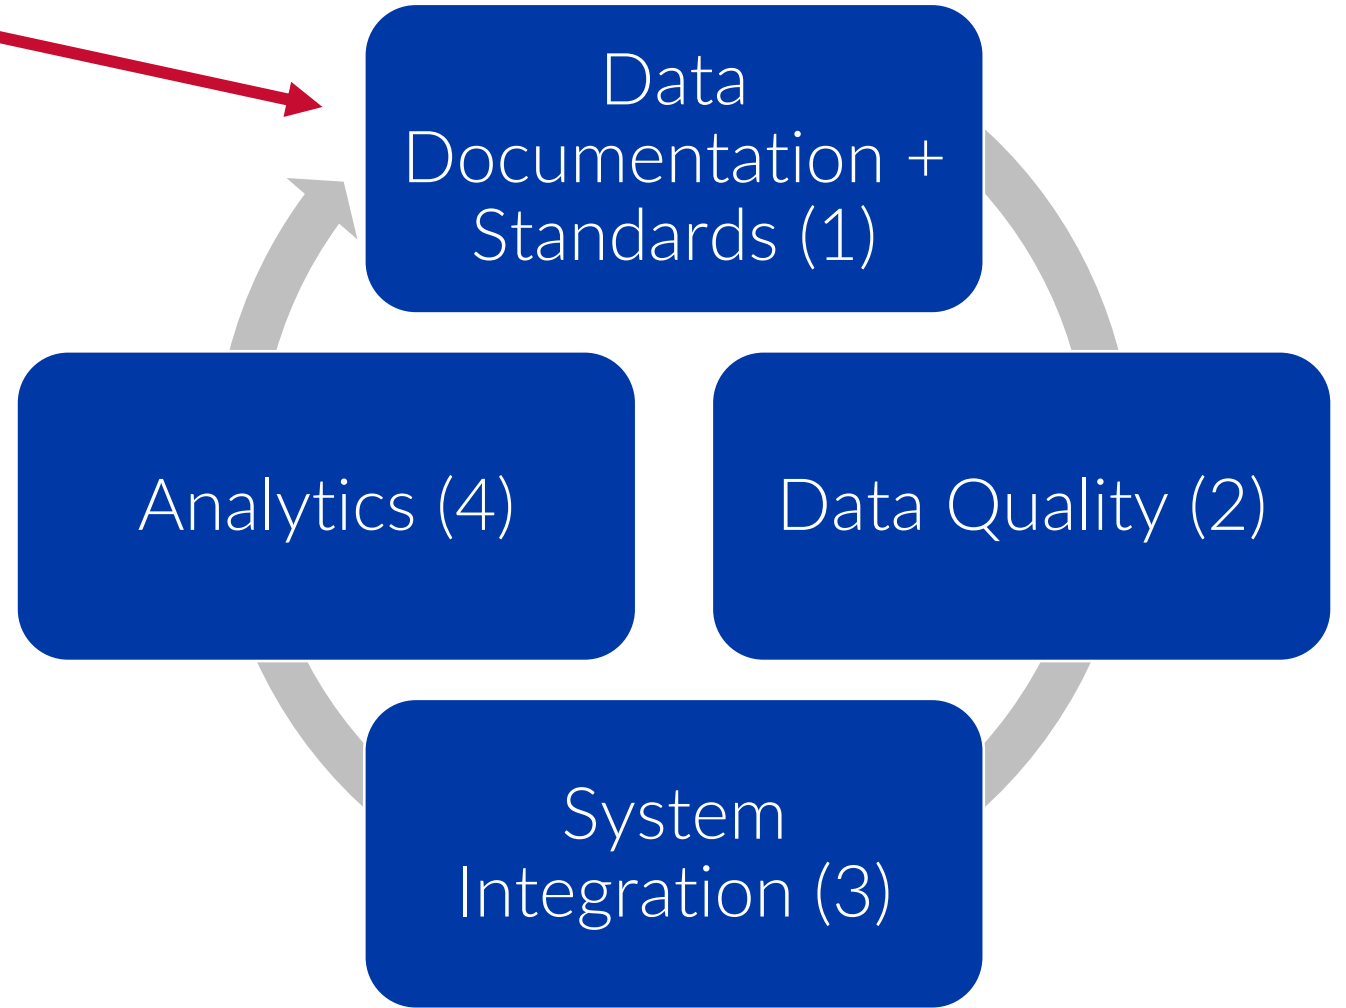 Data
Documentation +
Standards (1)
Analytics (4)
Data Quality (2)
System
Integration (3)